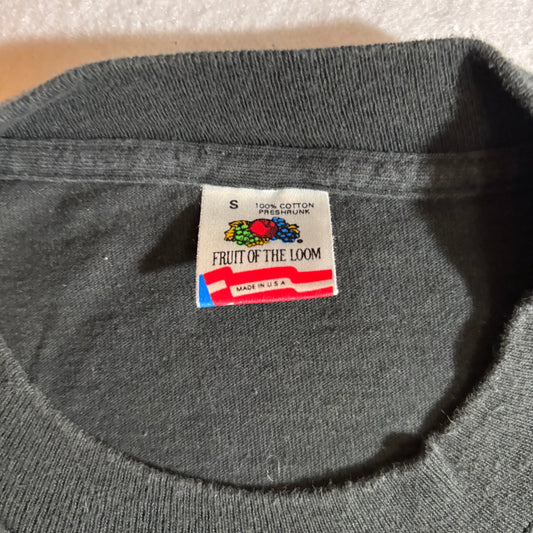 S 100% COTTON
PRESHRUNK
®
FRUIT OF THE LOOM
MADE IN U.S.A